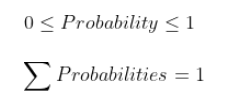 0 ≤ Probability ≤ 1
∑ Probabilities = 1